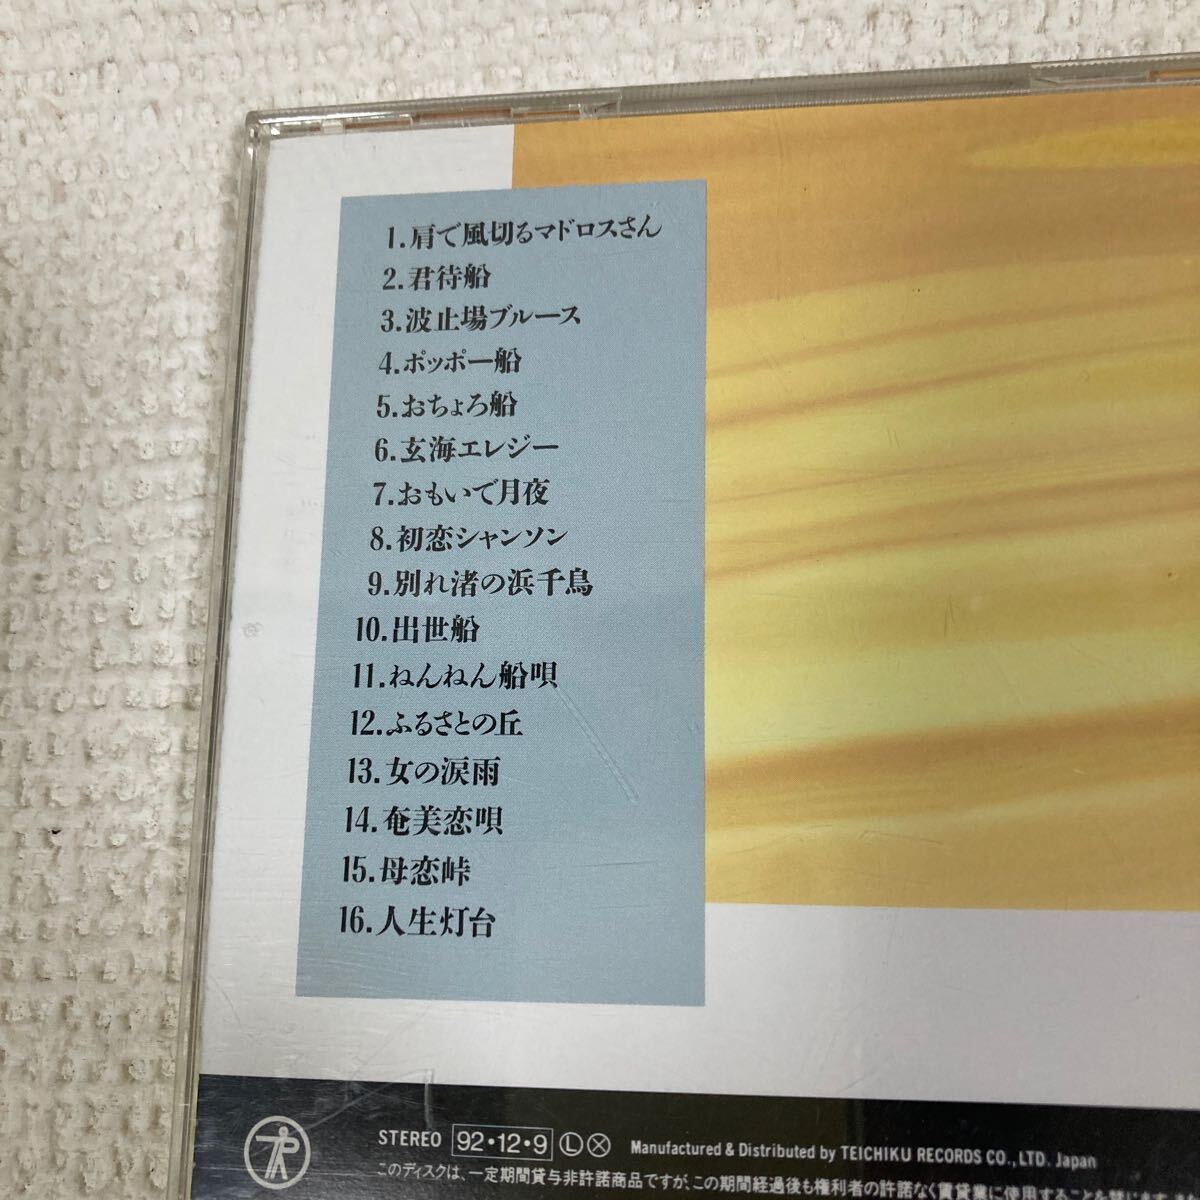 1.肩で風切るマドロスさん
2.君待船
3.波止場ブルース
4.ポッポー船
5.おちょろ船
6.玄海エレジー
7.おもいで月夜
8.初恋シャンソン
9.別れ渚の浜千鳥
10.出世船
11.ねんねん船唄
12.ふるさとの丘
13.女の涙雨
14.奄美恋唄
15.母恋峠
16.人生灯台
STEREO 92・12・9 Ⓛ Ⓧ Manufactured & Distributed by TEICHIKU RECORDS CO., LTD. Japan
このディスクは、一定期間貸与非許諾商品ですが、この期間経過後も権利者の許諾なく賃貸業に使用すること